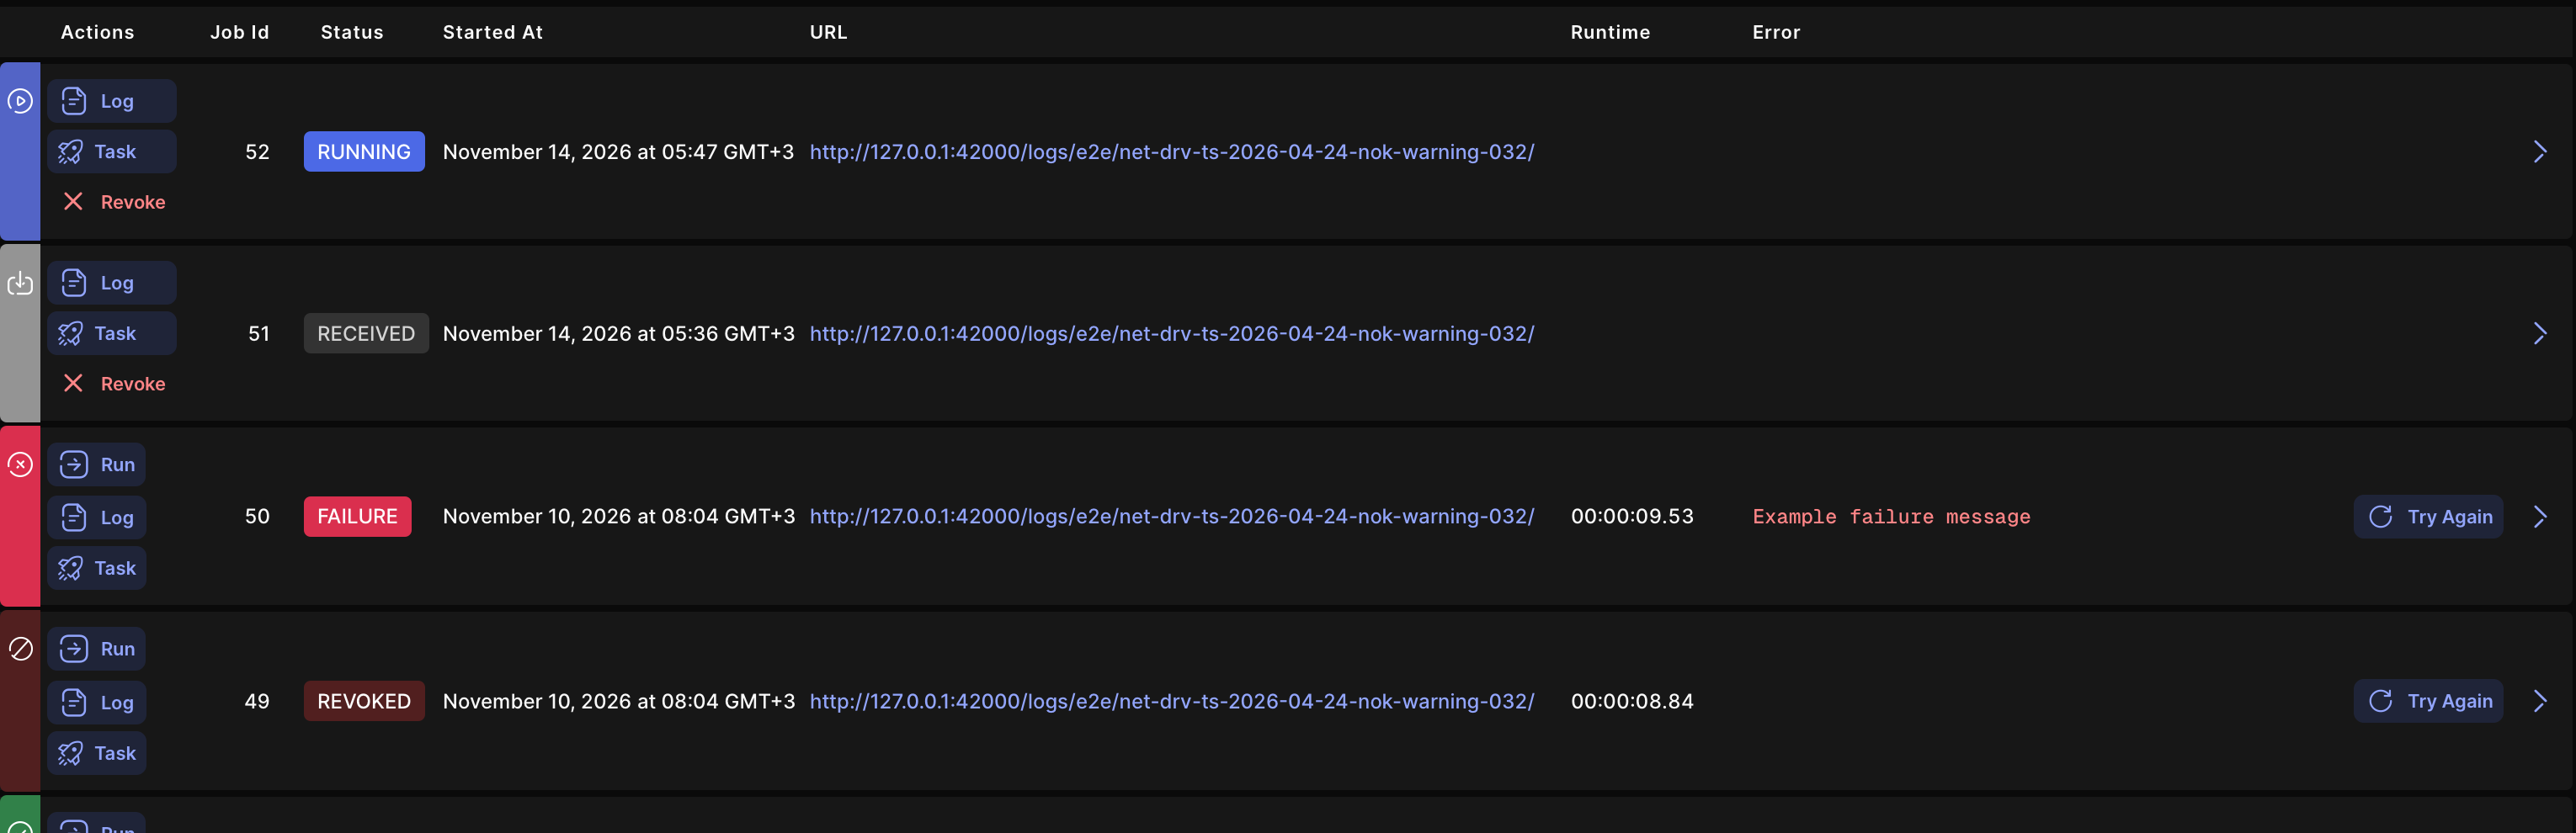 Actions Job Id Status Started At URL Runtime Error
Log
Task
Revoke
52 RUNNING November 14, 2026 at 05:47 GMT+3 http://127.0.0.1:42000/logs/e2e/net-drv-ts-2026-04-24-nok-warning-032/
Log
Task
Revoke
51 RECEIVED November 14, 2026 at 05:36 GMT+3 http://127.0.0.1:42000/logs/e2e/net-drv-ts-2026-04-24-nok-warning-032/
Run
Log
Task
50 FAILURE November 10, 2026 at 08:04 GMT+3 http://127.0.0.1:42000/logs/e2e/net-drv-ts-2026-04-24-nok-warning-032/ 00:00:09.53 Example failure message Try Again
Run
Log
Task
49 REVOKED November 10, 2026 at 08:04 GMT+3 http://127.0.0.1:42000/logs/e2e/net-drv-ts-2026-04-24-nok-warning-032/ 00:00:08.84 Try Again
Run